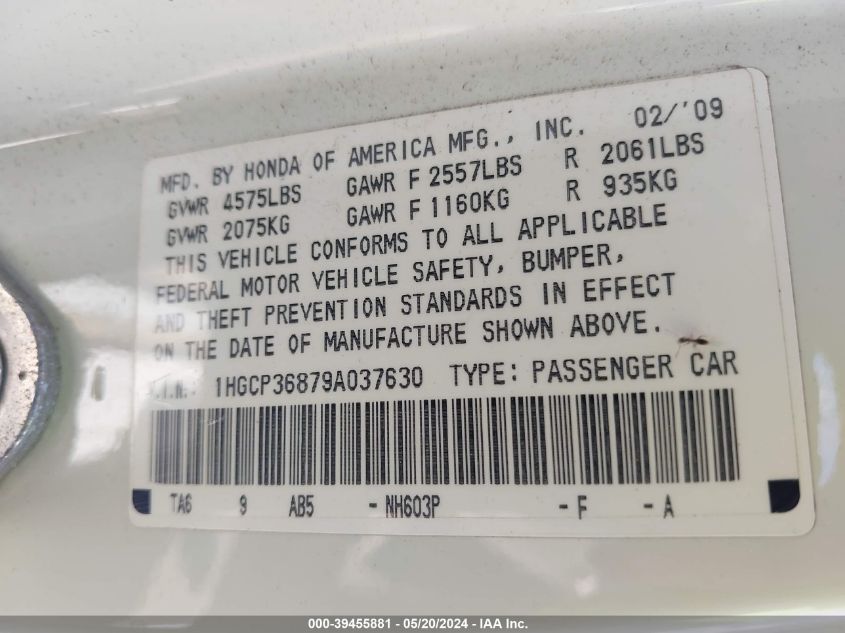 MFD. BY HONDA OF AMERICA MFG., INC. 02/'09
GVWR 4575LBS GAWR F 2557LBS R 2061LBS
GVWR 2075KG GAWR F 1160KG R 935KG
THIS VEHICLE CONFORMS TO ALL APPLICABLE
FEDERAL MOTOR VEHICLE SAFETY, BUMPER,
AND THEFT PREVENTION STANDARDS IN EFFECT
ON THE DATE OF MANUFACTURE SHOWN ABOVE.
V.I.N.: 1HGCP36879A037630 TYPE: PASSENGER CAR
TA6 9 AB5 - NH603P - F - A
000-39455881 - 05/20/2024 - IAA Inc.